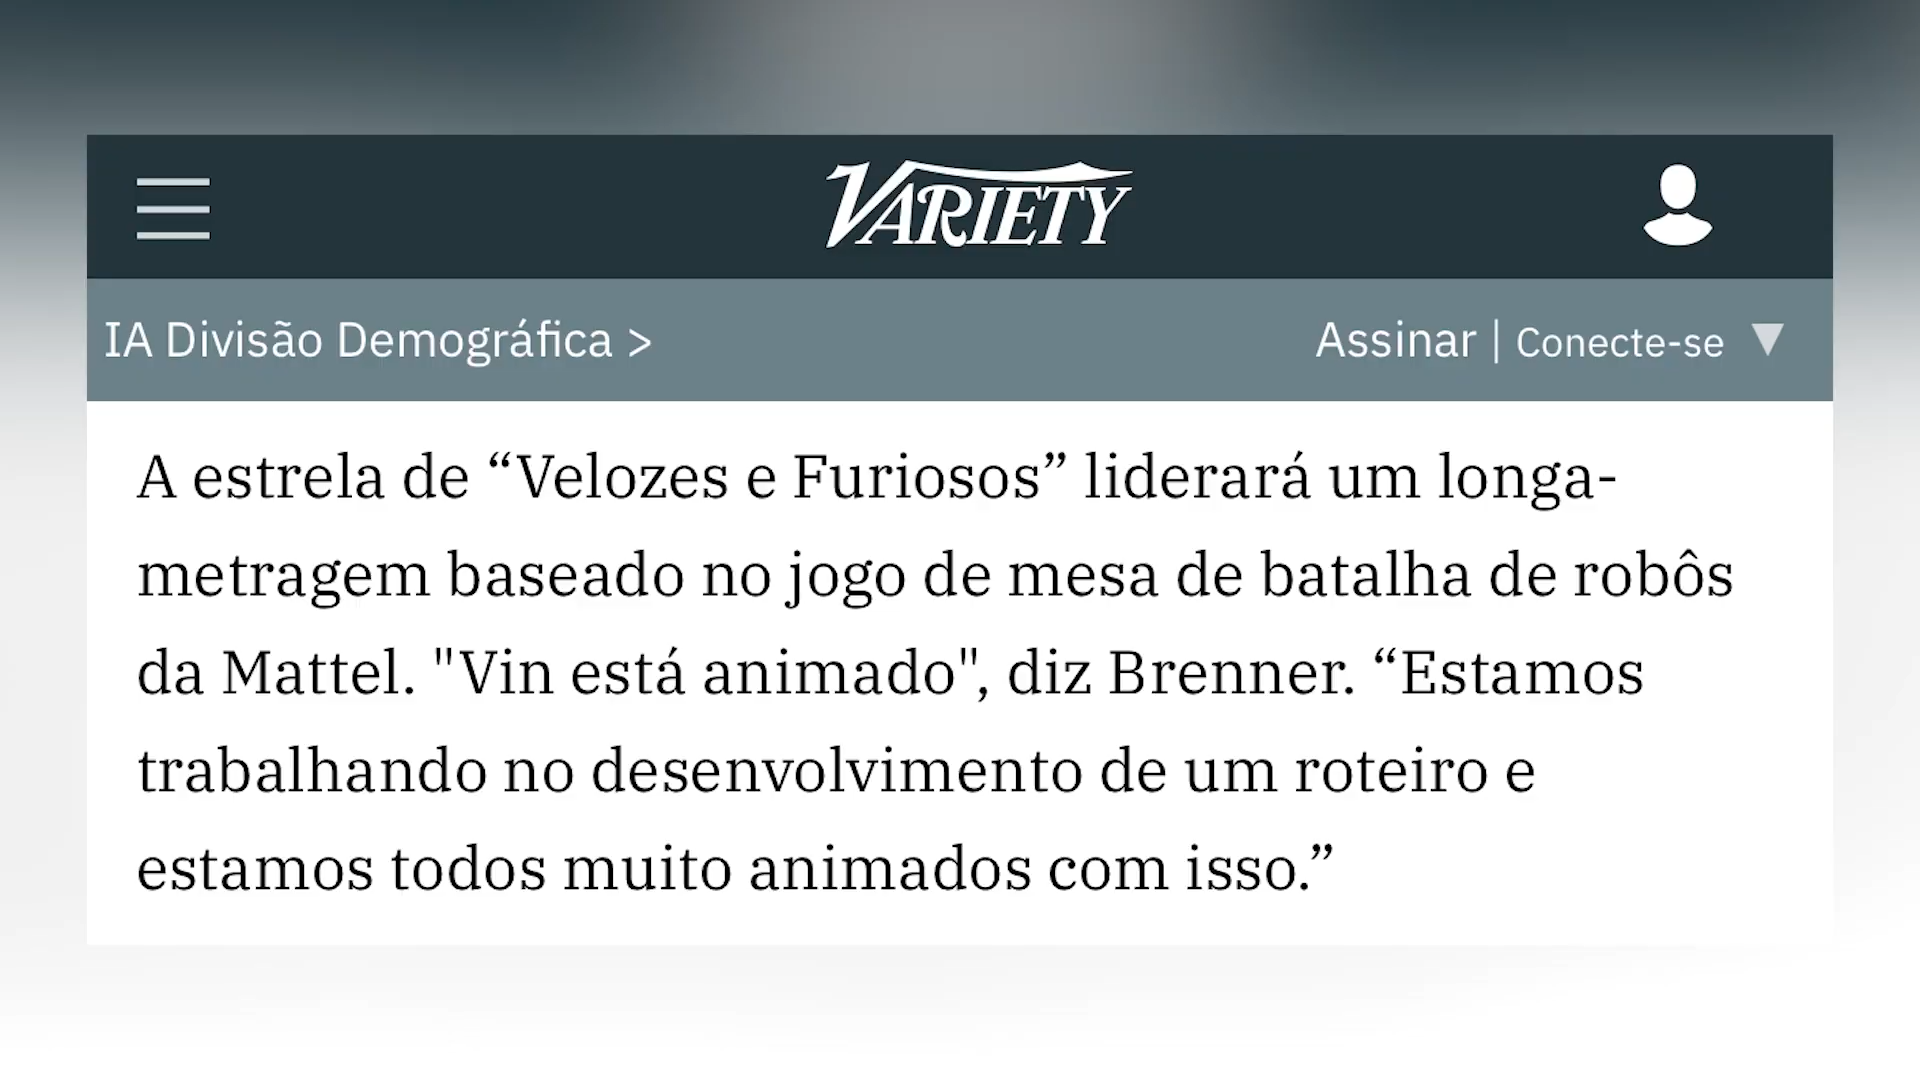 VARIETY
IA Divisão Demográfica >
Assinar | Conecte-se
A estrela de “Velozes e Furiosos” liderará um longa-
metragem baseado no jogo de mesa de batalha de robôs
da Mattel. "Vin está animado", diz Brenner. “Estamos
trabalhando no desenvolvimento de um roteiro e
estamos todos muito animados com isso.”